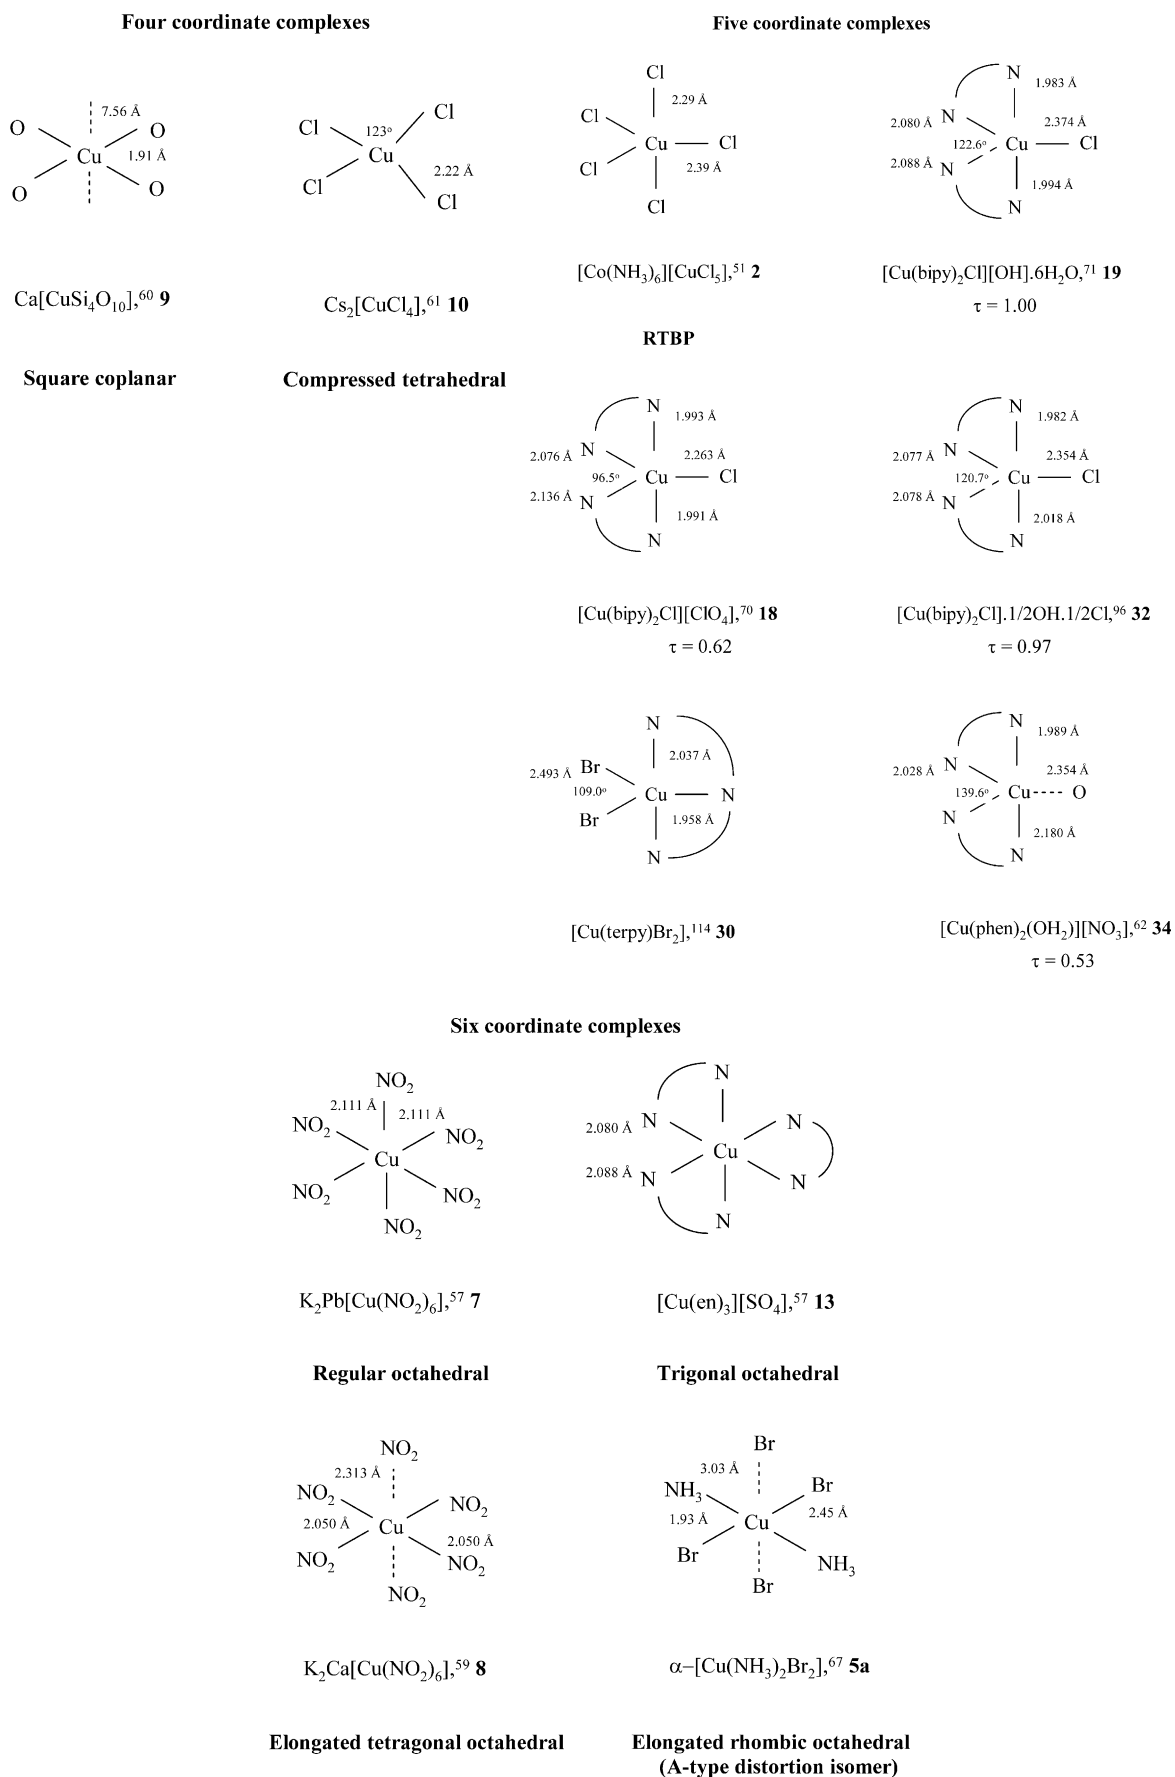 Four coordinate complexes
Five coordinate complexes
O
O
O
O
Cu
7.56 Å
1.91 Å
Ca[CuSi₄O₁₀],⁶⁰ 9
Square coplanar
Cl
Cl
Cl
Cl
Cu
123°
2.22 Å
Cs₂[CuCl₄],⁶¹ 10
Compressed tetrahedral
Cl
2.29 Å
Cl
Cu
Cl
Cl
2.39 Å
Cl
[Co(NH₃)₆][CuCl₅],⁵¹ 2
RTBP
N
1.983 Å
2.080 Å
N
2.374 Å
122.6°
Cu
Cl
2.088 Å
N
1.994 Å
N
[Cu(bipy)₂Cl][OH].6H₂O,⁷¹ 19
τ = 1.00
N
1.993 Å
2.076 Å
N
2.263 Å
96.5°
Cu
Cl
2.136 Å
N
1.991 Å
N
[Cu(bipy)₂Cl][ClO₄],⁷⁰ 18
τ = 0.62
N
1.982 Å
2.077 Å
N
2.354 Å
120.7°
Cu
Cl
2.078 Å
N
2.018 Å
N
[Cu(bipy)₂Cl].1/2OH.1/2Cl,⁹⁶ 32
τ = 0.97
N
2.037 Å
2.493 Å
Br
109.0°
Cu
N
Br
1.958 Å
N
[Cu(terpy)Br₂],¹¹⁴ 30
N
1.989 Å
2.028 Å
N
2.354 Å
139.6°
Cu
O
N
2.180 Å
N
[Cu(phen)₂(OH₂)][NO₃],⁶² 34
τ = 0.53
Six coordinate complexes
NO₂
2.111 Å
2.111 Å
NO₂
NO₂
Cu
NO₂
NO₂
NO₂
K₂Pb[Cu(NO₂)₆],⁵⁷ 7
Regular octahedral
N
2.080 Å
N
N
Cu
2.088 Å
N
N
N
[Cu(en)₃][SO₄],⁵⁷ 13
Trigonal octahedral
NO₂
2.313 Å
NO₂
NO₂
2.050 Å
Cu
2.050 Å
NO₂
NO₂
NO₂
K₂Ca[Cu(NO₂)₆],⁵⁹ 8
Elongated tetragonal octahedral
Br
3.03 Å
NH₃
Br
1.93 Å
Cu
2.45 Å
Br
NH₃
Br
α–[Cu(NH₃)₂Br₂],⁶⁷ 5a
Elongated rhombic octahedral
(A-type distortion isomer)